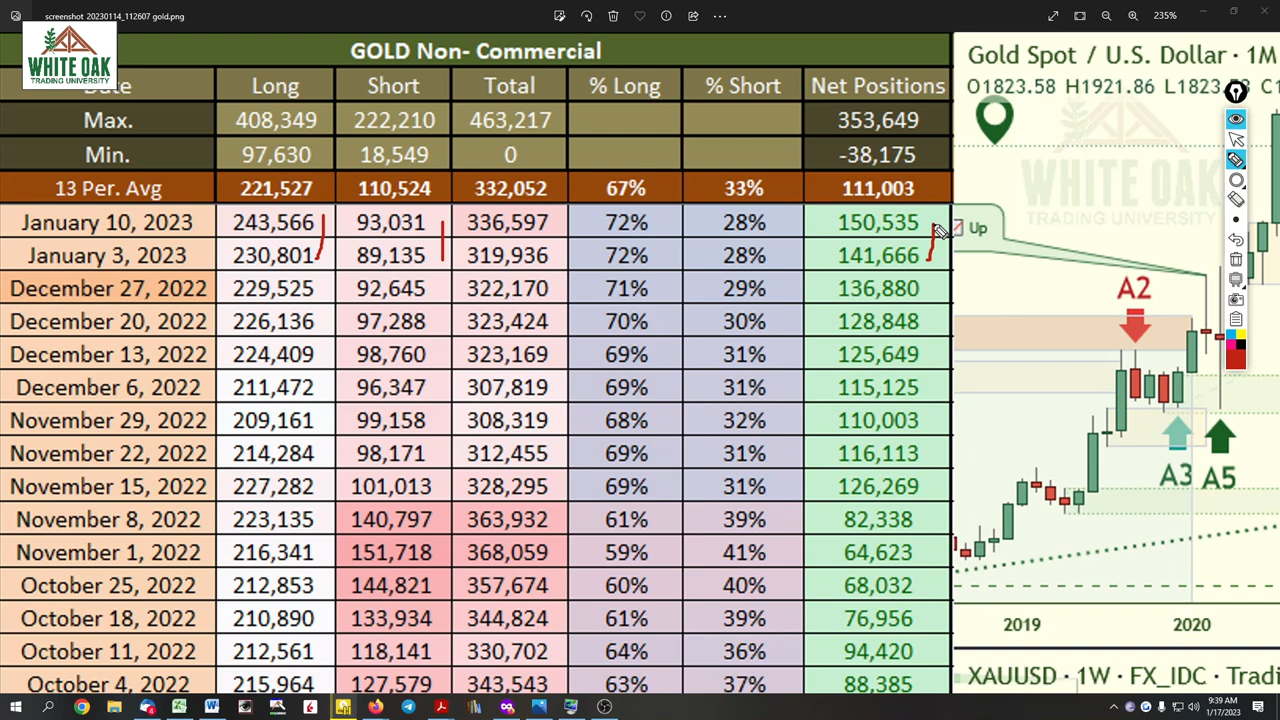 screenshot 20230114_112607 gold.png
235%
WHITE OAK
TRADING UNIVERSITY
GOLD Non- Commercial
Date Long Short Total % Long % Short Net Positions
Max. 408,349 222,210 463,217 353,649
Min. 97,630 18,549 0 -38,175
13 Per. Avg 221,527 110,524 332,052 67% 33% 111,003
January 10, 2023 243,566 93,031 336,597 72% 28% 150,535
January 3, 2023 230,801 89,135 319,936 72% 28% 141,666
December 27, 2022 229,525 92,645 322,170 71% 29% 136,880
December 20, 2022 226,136 97,288 323,424 70% 30% 128,848
December 13, 2022 224,409 98,760 323,169 69% 31% 125,649
December 6, 2022 211,472 96,347 307,819 69% 31% 115,125
November 29, 2022 209,161 99,158 308,319 68% 32% 110,003
November 22, 2022 214,284 98,171 312,455 69% 31% 116,113
November 15, 2022 227,282 101,013 328,295 69% 31% 126,269
November 8, 2022 223,135 140,797 363,932 61% 39% 82,338
November 1, 2022 216,341 151,718 368,059 59% 41% 64,623
October 25, 2022 212,853 144,821 357,674 60% 40% 68,032
October 18, 2022 210,890 133,934 344,824 61% 39% 76,956
October 11, 2022 212,561 118,141 330,702 64% 36% 94,420
October 4, 2022 215,964 127,579 343,543 63% 37% 88,385
Gold Spot / U.S. Dollar · 1M
O1823.58 H1921.86 L1823.58 C1
WHITE OAK
TRADING UNIVERSITY
Up
A2
A3 A5
2019 2020
XAUUSD · 1W · FX_IDC · Tradi
9:39 AM
1/17/2023